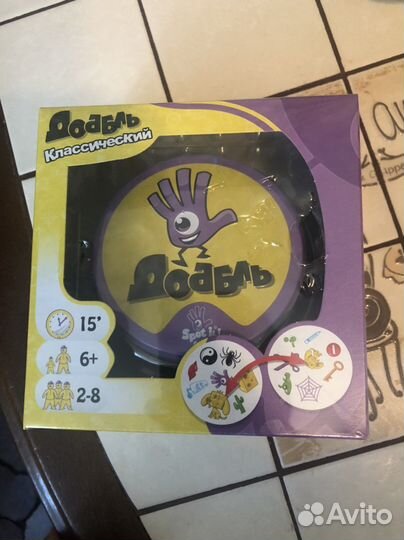 Доббль
Классический
Доббль
Spot it!
15'
6+
2-8
Avito